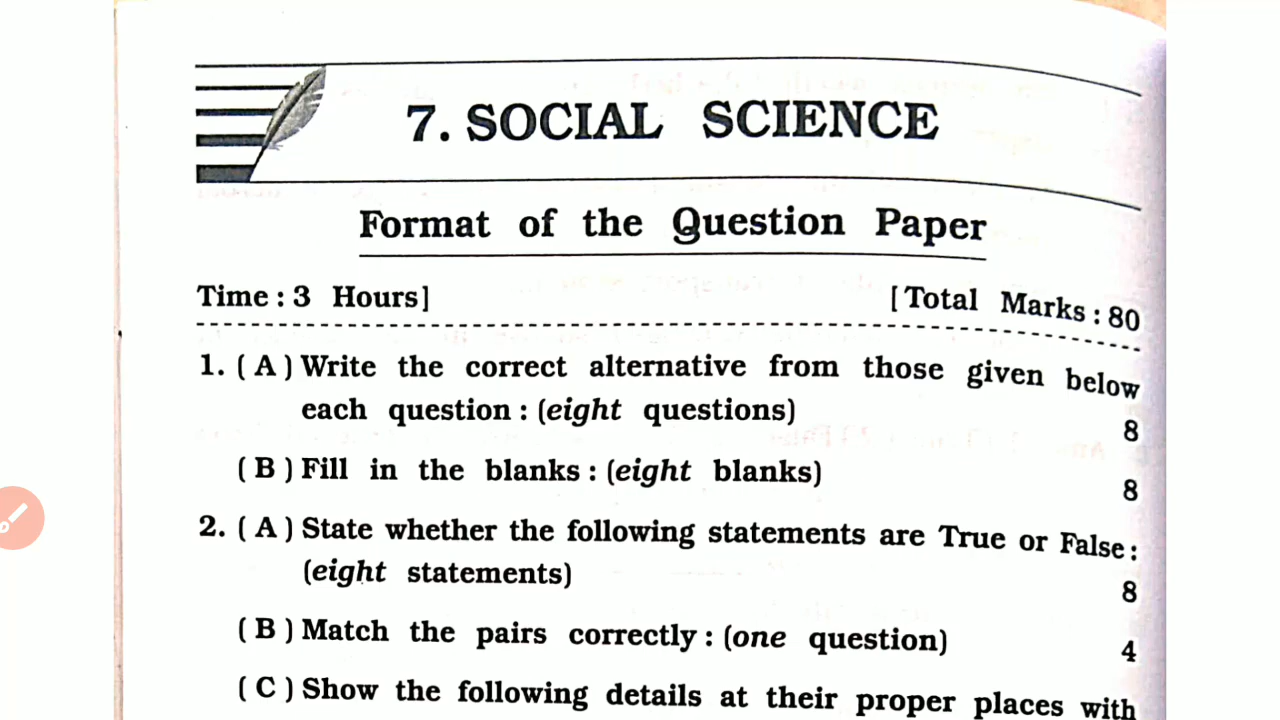 7. SOCIAL SCIENCE
Format of the Question Paper
Time : 3 Hours] [Total Marks : 80
1. ( A ) Write the correct alternative from those given below
each question : (eight questions) 8
( B ) Fill in the blanks : (eight blanks) 8
2. ( A ) State whether the following statements are True or False :
(eight statements) 8
( B ) Match the pairs correctly : (one question) 4
( C ) Show the following details at their proper places with